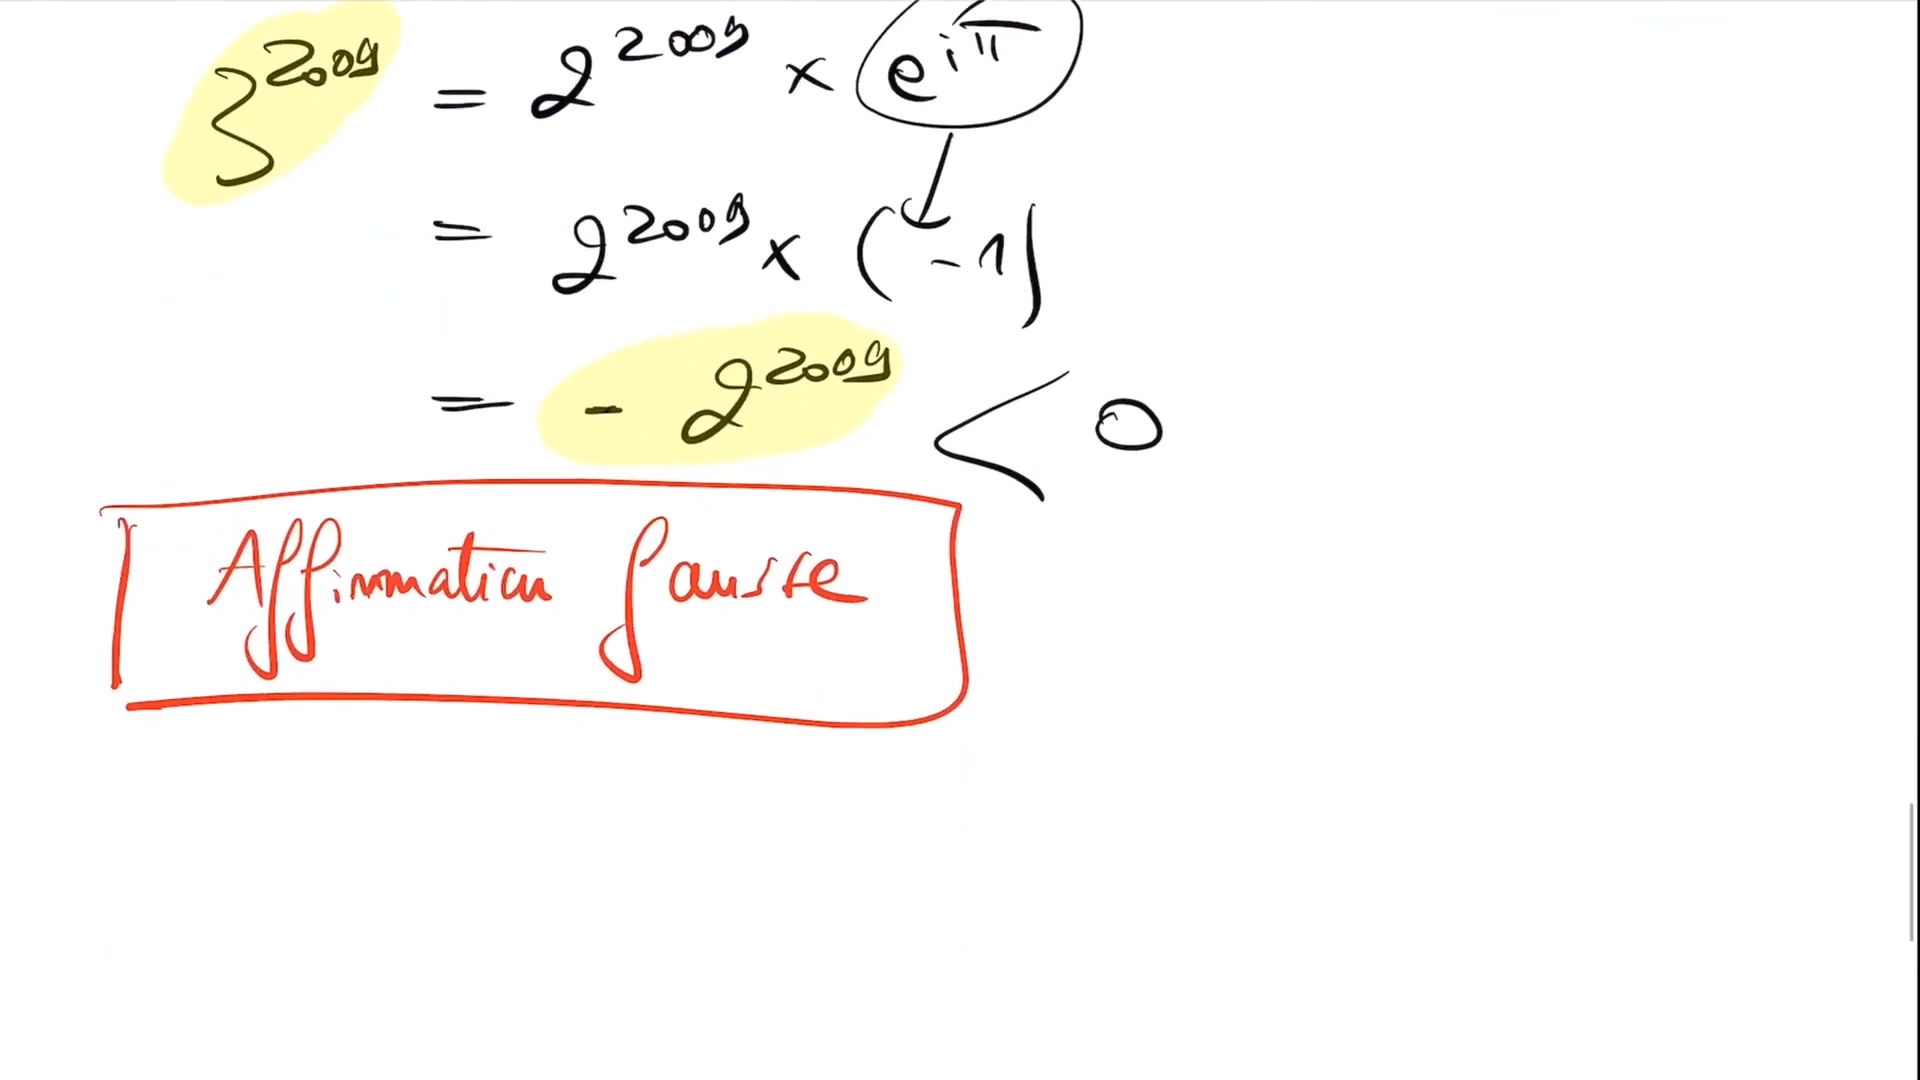 z^2009 = 2^2009 × e^iπ
= 2^2009 × (-1)
= - 2^2009 < 0
Affirmation fausse